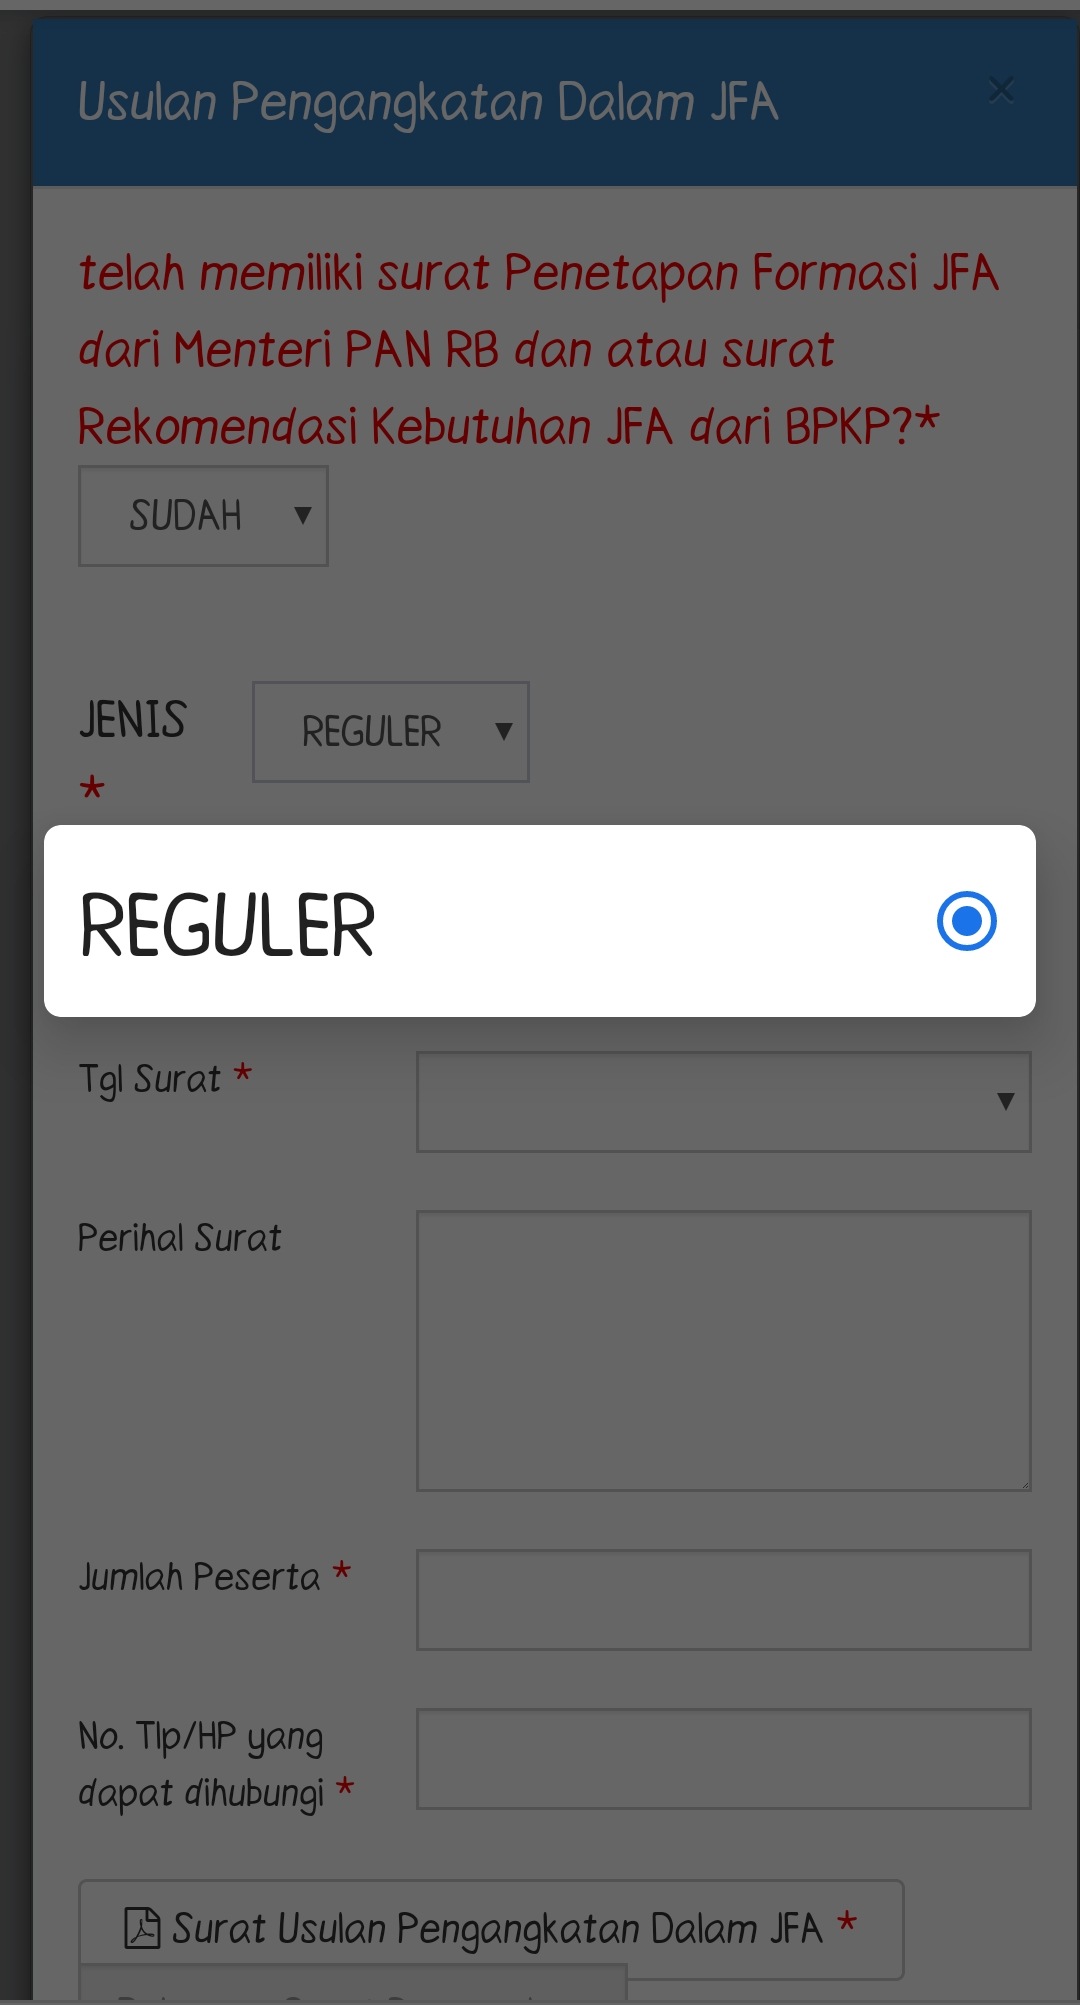 Usulan Pengangkatan Dalam JFA ×
telah memiliki surat Penetapan Formasi JFA
dari Menteri PAN RB dan atau surat
Rekomendasi Kebutuhan JFA dari BPKP?*
SUDAH ▼
JENIS REGULER ▼
*
REGULER
Tgl Surat * ▼
Perihal Surat
Jumlah Peserta *
No. Tlp/HP yang
dapat dihubungi *
Surat Usulan Pengangkatan Dalam JFA *